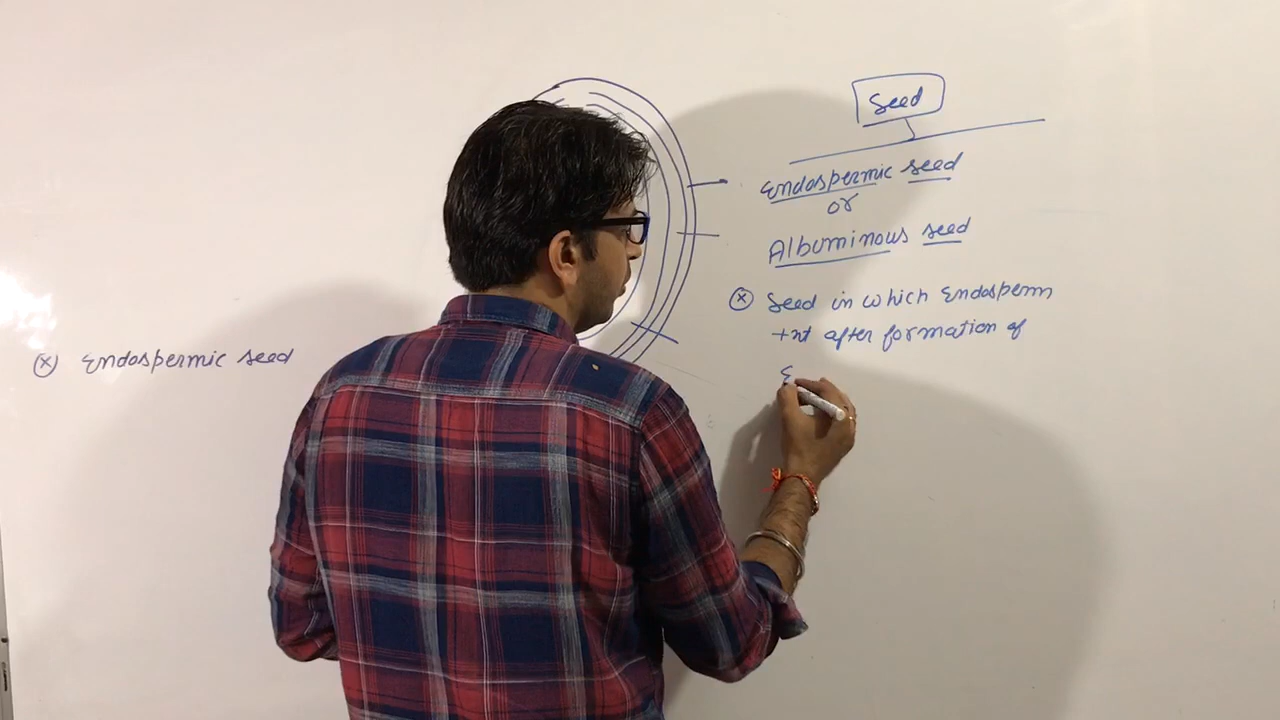 Seed
Endospermic seed
or
Albuminous seed
ⓧ Seed in which Endosperm
+nt after formation of
E
ⓧ Endospermic seed